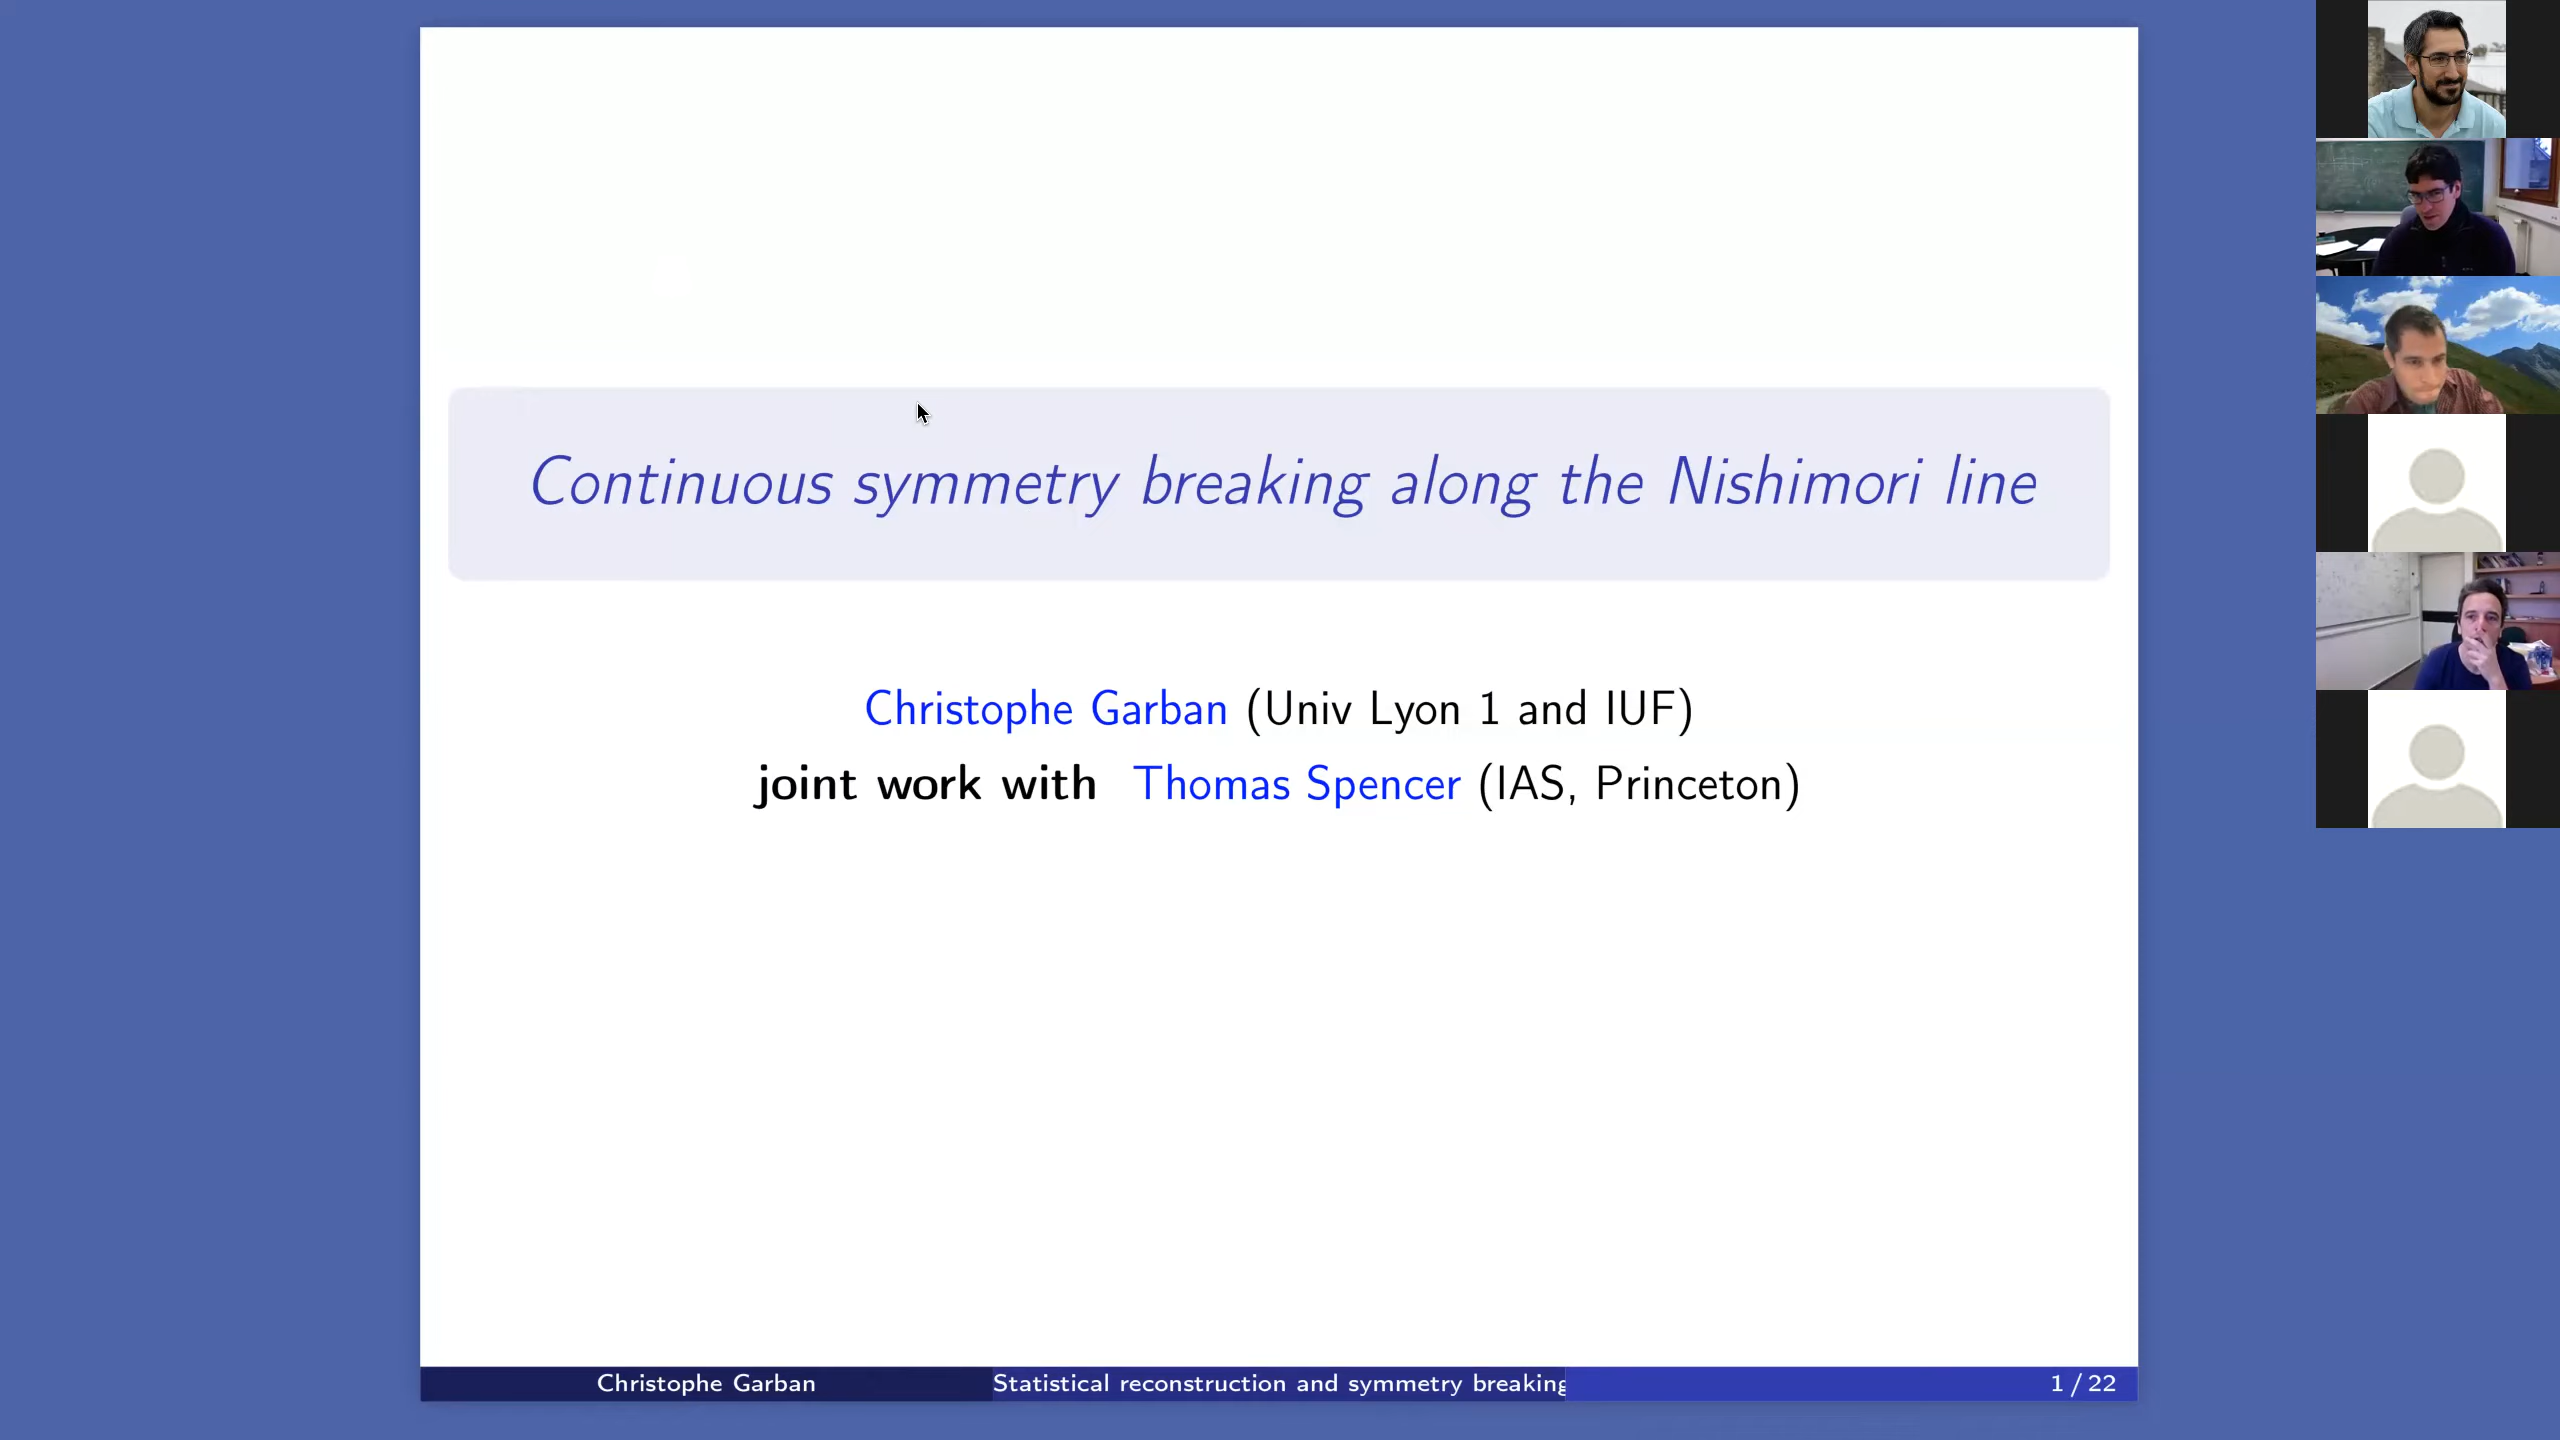 Continuous symmetry breaking along the Nishimori line
Christophe Garban (Univ Lyon 1 and IUF)
joint work with Thomas Spencer (IAS, Princeton)
Christophe Garban
Statistical reconstruction and symmetry breaking
1 / 22